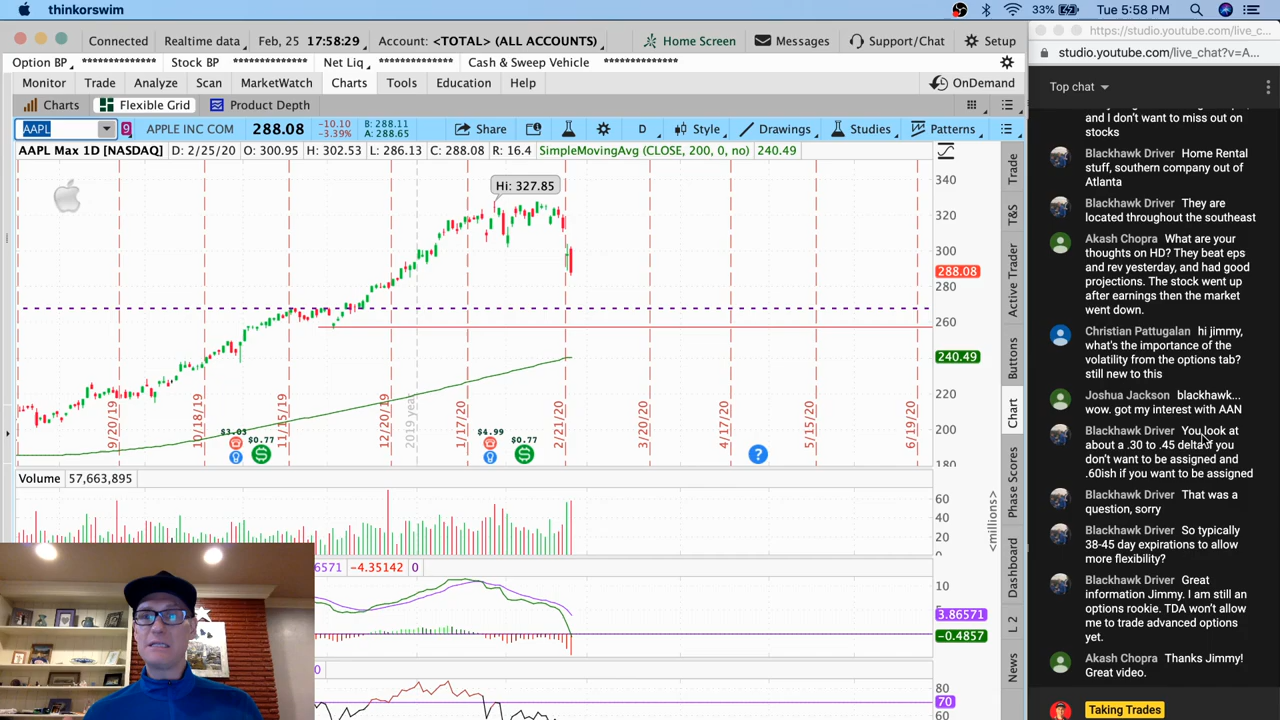 thinkorswim
33%
Tue 5:58 PM
Connected
Realtime data
Feb, 25
17:58:29
Account: <TOTAL> (ALL ACCOUNTS)
Home Screen
Messages
Support/Chat
Setup
https://studio.youtube.com/live_c...
Option BP
**************
Stock BP
**************
Net Liq
**************
Cash & Sweep Vehicle
**************
studio.youtube.com/live_chat?v=A...
Monitor
Trade
Analyze
Scan
MarketWatch
Charts
Tools
Education
Help
OnDemand
Charts
Flexible Grid
Product Depth
Top chat
AAPL
9
APPLE INC COM
288.08
-10.10
-3.39%
B: 288.11
A: 288.65
Share
D
Style
Drawings
Studies
Patterns
AAPL Max 1D [NASDAQ]
D: 2/25/20
O: 300.95
H: 302.53
L: 286.13
C: 288.08
R: 16.4
SimpleMovingAvg (CLOSE, 200, 0, no)
240.49
Hi: 327.85
340
320
300
288.08
280
260
240.49
220
200
180
9/20/19
10/18/19
11/15/19
12/20/19
2019 year
1/17/20
2/21/20
3/20/20
4/17/20
5/15/20
6/19/20
$3.03
$0.77
$4.99
$0.77
Volume
57,663,895
60
40
20
0
<millions>
6571
-4.35142
0
10
3.86571
-0.4857
0
80
70
60
Trade
T&S
Active Trader
Buttons
Chart
Phase Scores
Dashboard
L 2
News
and I don't want to miss out on
stocks
Blackhawk Driver Home Rental
stuff, southern company out of
Atlanta
Blackhawk Driver They are
located throughout the southeast
Akash Chopra What are your
thoughts on HD? They beat eps
and rev yesterday, and had good
projections. The stock went up
after earnings then the market
went down.
Christian Pattugalan hi jimmy,
what's the importance of the
volatility from the options tab?
still new to this
Joshua Jackson blackhawk...
wow. got my interest with AAN
Blackhawk Driver You look at
about a .30 to .45 delta if you
don't want to be assigned and
.60ish if you want to be assigned
Blackhawk Driver That was a
question, sorry
Blackhawk Driver So typically
38-45 day expirations to allow
more flexibility?
Blackhawk Driver Great
information Jimmy. I am still an
options rookie. TDA won't allow
me to trade advanced options
yet.
Akash Chopra Thanks Jimmy!
Great video.
Taking Trades